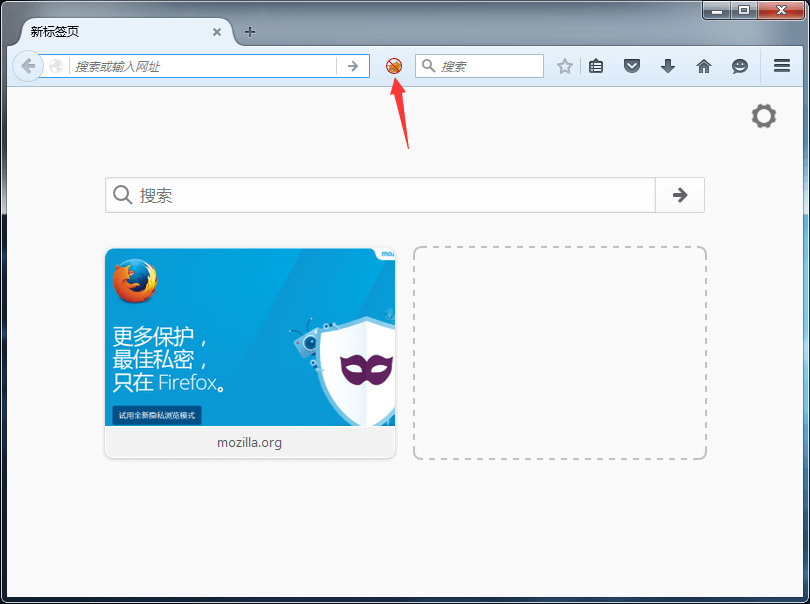 新标签页
搜索或输入网址
搜索
搜索
更多保护，
最佳私密，
只在 Firefox。
试用全新隐私浏览模式
mozilla.org